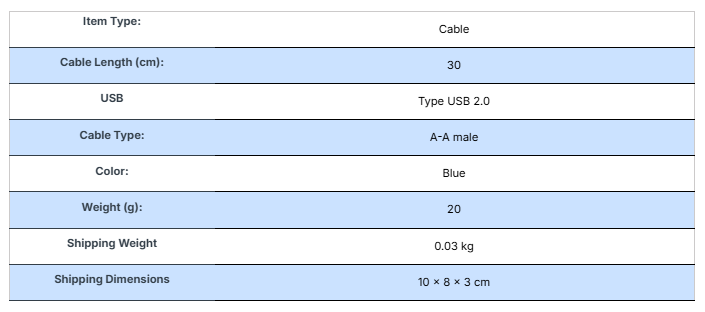 Item Type: Cable
Cable Length (cm): 30
USB Type USB 2.0
Cable Type: A-A male
Color: Blue
Weight (g): 20
Shipping Weight 0.03 kg
Shipping Dimensions 10 × 8 × 3 cm